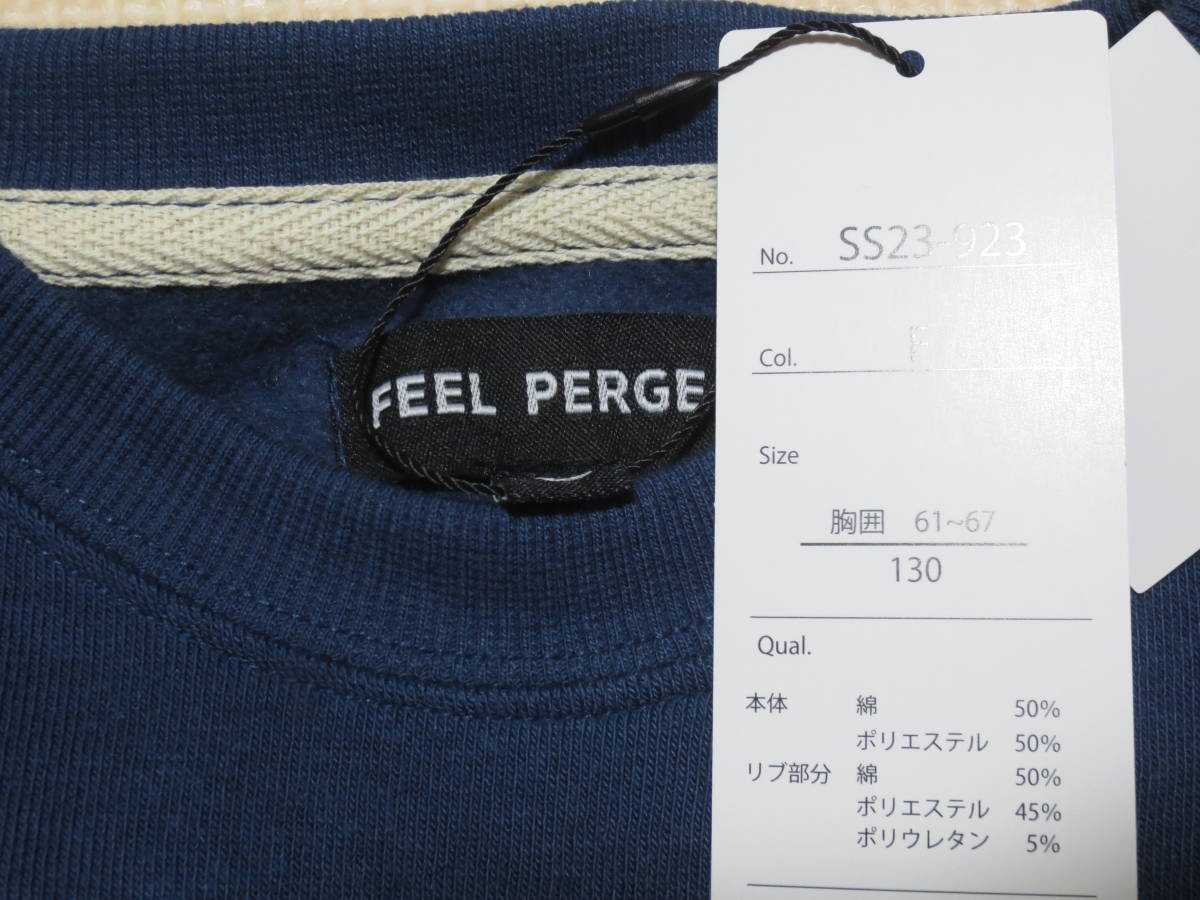 FEEL PERGE
No. SS23-923
Col. F
Size
胸囲 61~67
130
Qual.
本体 綿 50%
ポリエステル 50%
リブ部分 綿 50%
ポリエステル 45%
ポリウレタン 5%